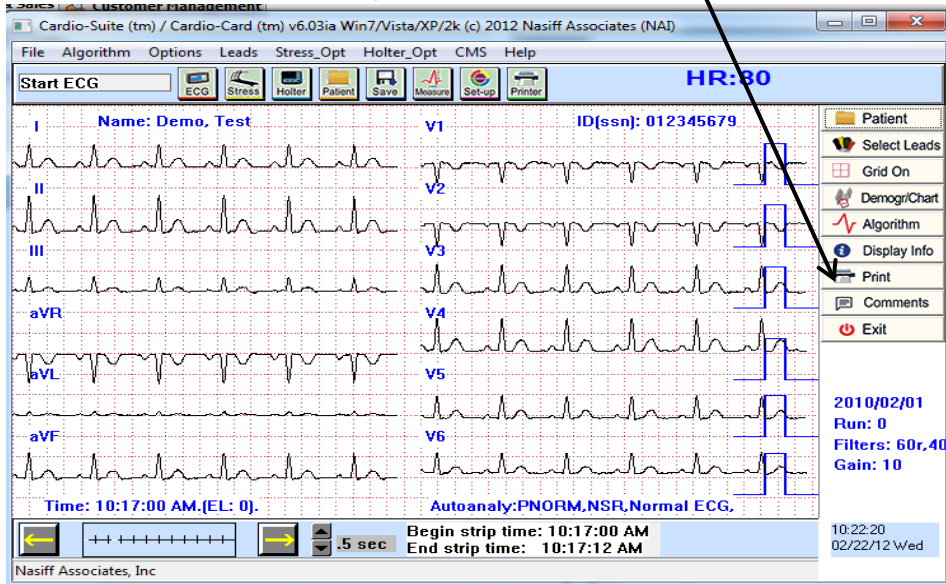 Sales Customer Management
Cardio-Suite (tm) / Cardio-Card (tm) v6.03ia Win7/Vista/XP/2k (c) 2012 Nasiff Associates (NAI)
File Algorithm Options Leads Stress_Opt Holter_Opt CMS Help
Start ECG
ECG Stress Holter Patient Save Measure Set-up Printer
HR:80
I Name: Demo, Test V1 ID(ssn): 012345679
II V2
III V3
aVR V4
aVL V5
aVF V6
Time: 10:17:00 AM.(EL: 0). Autoanaly:PNORM,NSR,Normal ECG,
Patient
Select Leads
Grid On
Demogr/Chart
Algorithm
Display Info
Print
Comments
Exit
2010/02/01
Run: 0
Filters: 60r,40
Gain: 10
.5 sec
Begin strip time: 10:17:00 AM
End strip time: 10:17:12 AM
10:22:20
02/22/12 Wed
Nasiff Associates, Inc